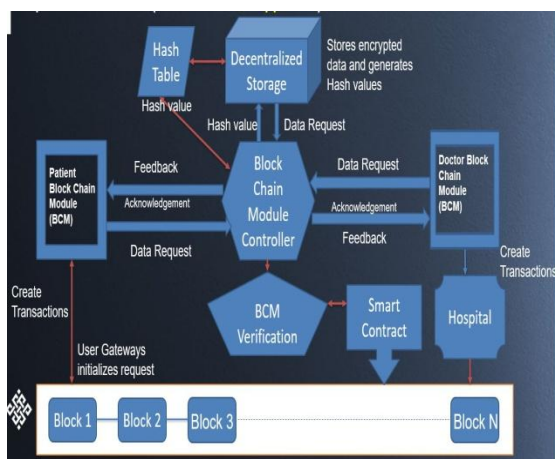 Hash
Table
Decentralized
Storage
Stores encrypted
data and generates
Hash values
Hash value
Hash value
Data Request
Patient
Block Chain
Module
(BCM)
Feedback
Acknowledgement
Data Request
Block
Chain
Module
Controller
Data Request
Acknowledgement
Feedback
Doctor Block
Chain
Module
(BCM)
Create
Transactions
BCM
Verification
Smart
Contract
Hospital
Create
Transactions
User Gateways
initializes request
Block 1
Block 2
Block 3
Block N